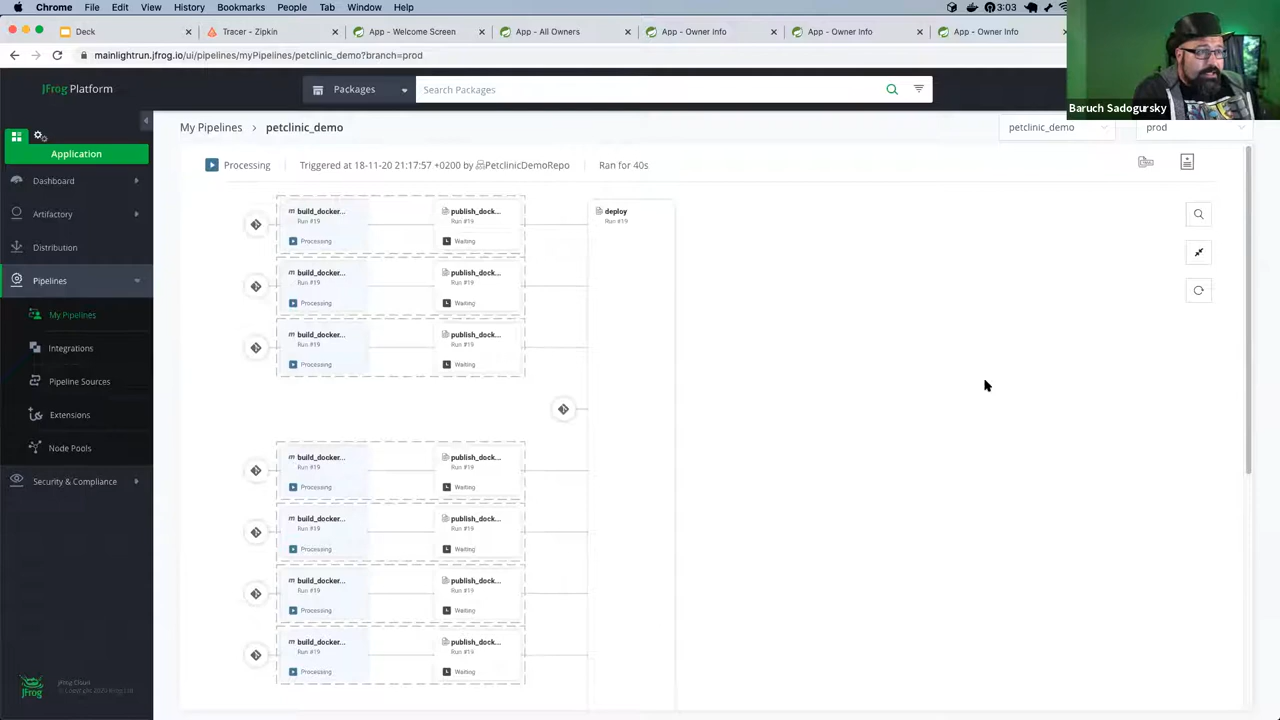 Chrome File Edit View History Bookmarks People Tab Window Help 3:03
Deck
Tracer - Zipkin
App - Welcome Screen
App - All Owners
App - Owner Info
App - Owner Info
App - Owner Info
mainlightrun.jfrog.io/ui/pipelines/myPipelines/petclinic_demo?branch=prod
Baruch Sadogursky
JFrog Platform
Packages
Search Packages
Application
Dashboard
Artifactory
Distribution
Pipelines
My Pipelines
Integrations
Pipeline Sources
Extensions
Node Pools
Security & Compliance
JFrog
JFrog Cloud
My Pipelines > petclinic_demo
petclinic_demo
prod
Processing
Triggered at 18-11-20 21:17:57 +0200 by PetclinicDemoRepo
Ran for 40s
build_docker...
Run #19
Processing
publish_dock...
Run #19
Waiting
deploy
Run #19
build_docker...
Run #19
Processing
publish_dock...
Run #19
Waiting
build_docker...
Run #19
Processing
publish_dock...
Run #19
Waiting
build_docker...
Run #19
Processing
publish_dock...
Run #19
Waiting
build_docker...
Run #19
Processing
publish_dock...
Run #19
Waiting
build_docker...
Run #19
Processing
publish_dock...
Run #19
Waiting
build_docker...
Run #19
Processing
publish_dock...
Run #19
Waiting